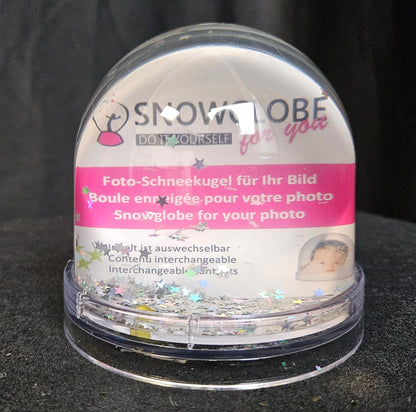 SNOWGLOBE
DO IT YOURSELF
for you
Foto-Schneekugel für Ihr Bild
Boule enneigée pour votre photo
Snowglobe for your photo
Inhalt ist auswechselbar
Contenu interchangeable
Interchangeable contents